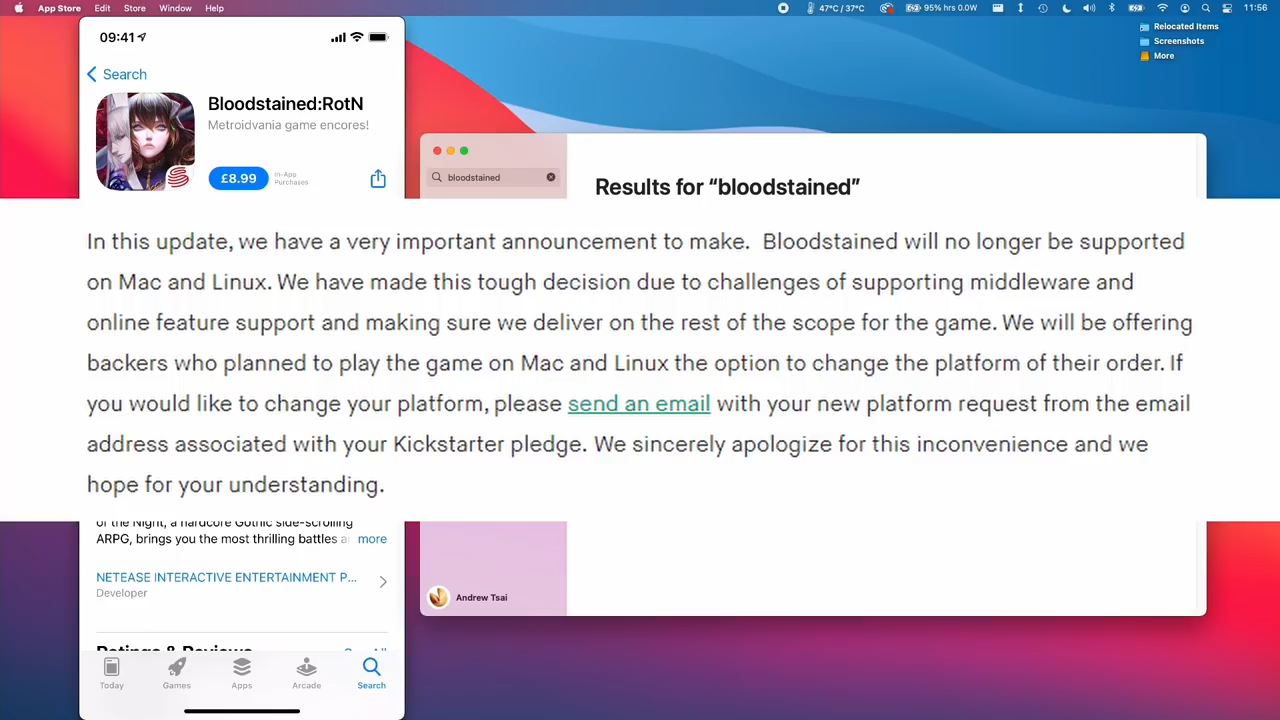 App Store Edit Store Window Help 47°C / 37°C 95% hrs 0.0W 11:56
Relocated Items
Screenshots
More
09:41
Search
Bloodstained:RotN
Metroidvania game encores!
£8.99
In-App
Purchases
bloodstained
Results for “bloodstained”
In this update, we have a very important announcement to make. Bloodstained will no longer be supported
on Mac and Linux. We have made this tough decision due to challenges of supporting middleware and
online feature support and making sure we deliver on the rest of the scope for the game. We will be offering
backers who planned to play the game on Mac and Linux the option to change the platform of their order. If
you would like to change your platform, please send an email with your new platform request from the email
address associated with your Kickstarter pledge. We sincerely apologize for this inconvenience and we
hope for your understanding.
of the Night, a hardcore Gothic side-scrolling
ARPG, brings you the most thrilling battles a more
NETEASE INTERACTIVE ENTERTAINMENT P...
Developer
Ratings & Reviews
Today Games Apps Arcade Search
Andrew Tsai